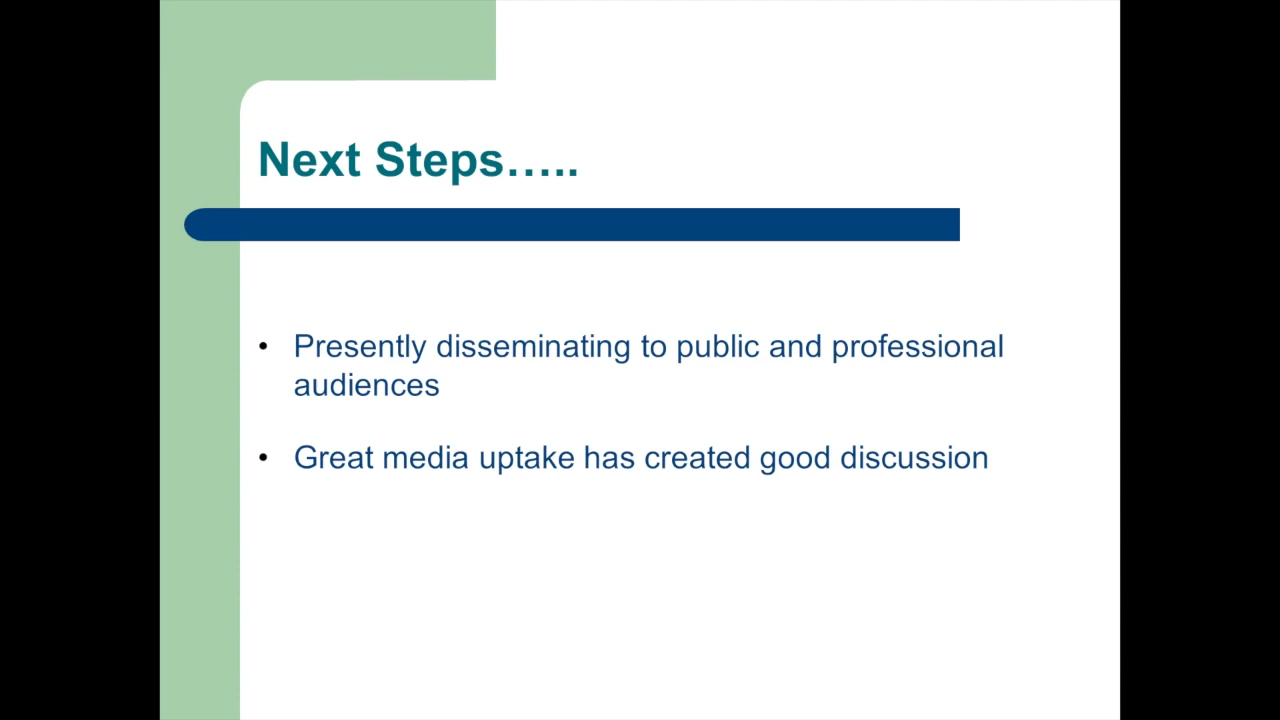 Next Steps…..
• Presently disseminating to public and professional
audiences
• Great media uptake has created good discussion